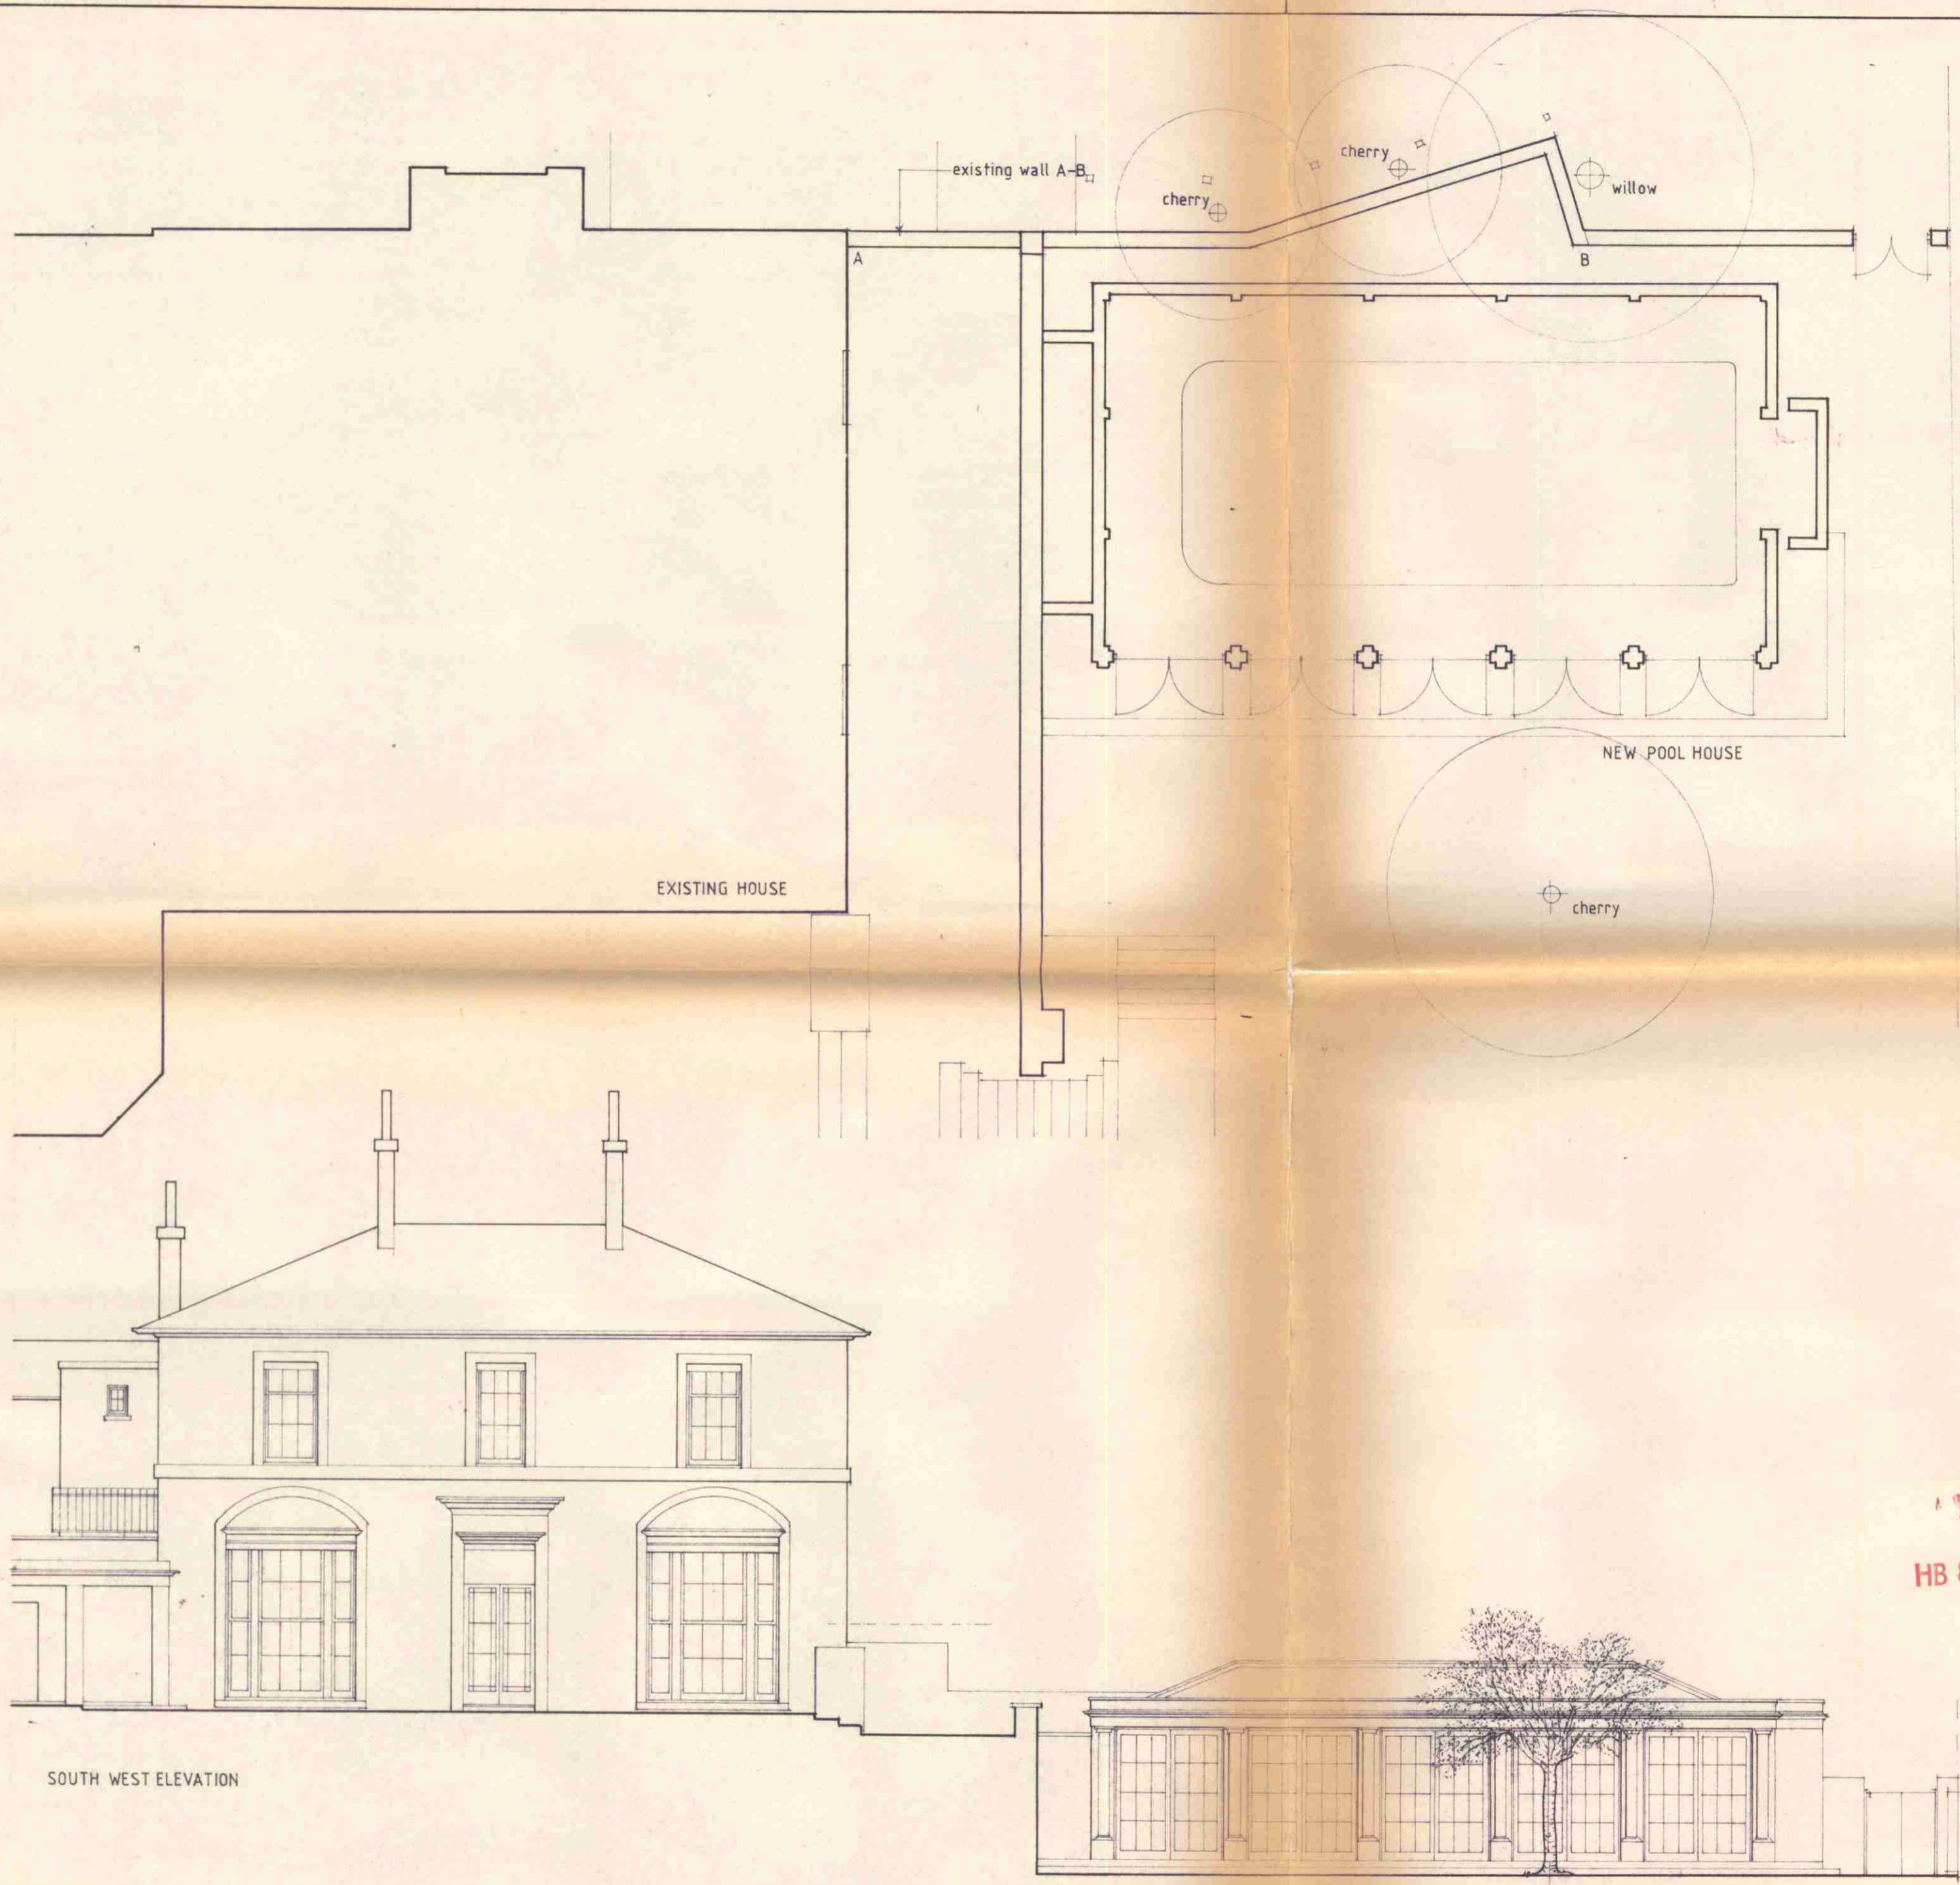 existing wall A-B
cherry
cherry
willow
A
B
NEW POOL HOUSE
EXISTING HOUSE
cherry
HB
SOUTH WEST ELEVATION